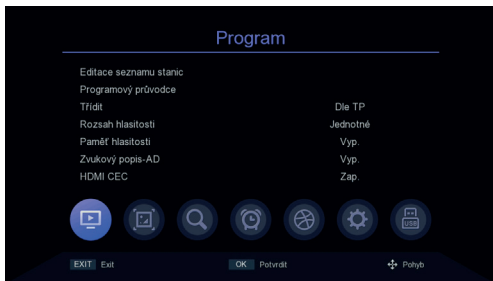 Program
Editace seznamu stanic
Programový průvodce
Třídit Dle TP
Rozsah hlasitosti Jednotné
Paměť hlasitosti Vyp.
Zvukový popis-AD Vyp.
HDMI CEC Zap.
USB
EXIT Exit OK Potvrdit Pohyb